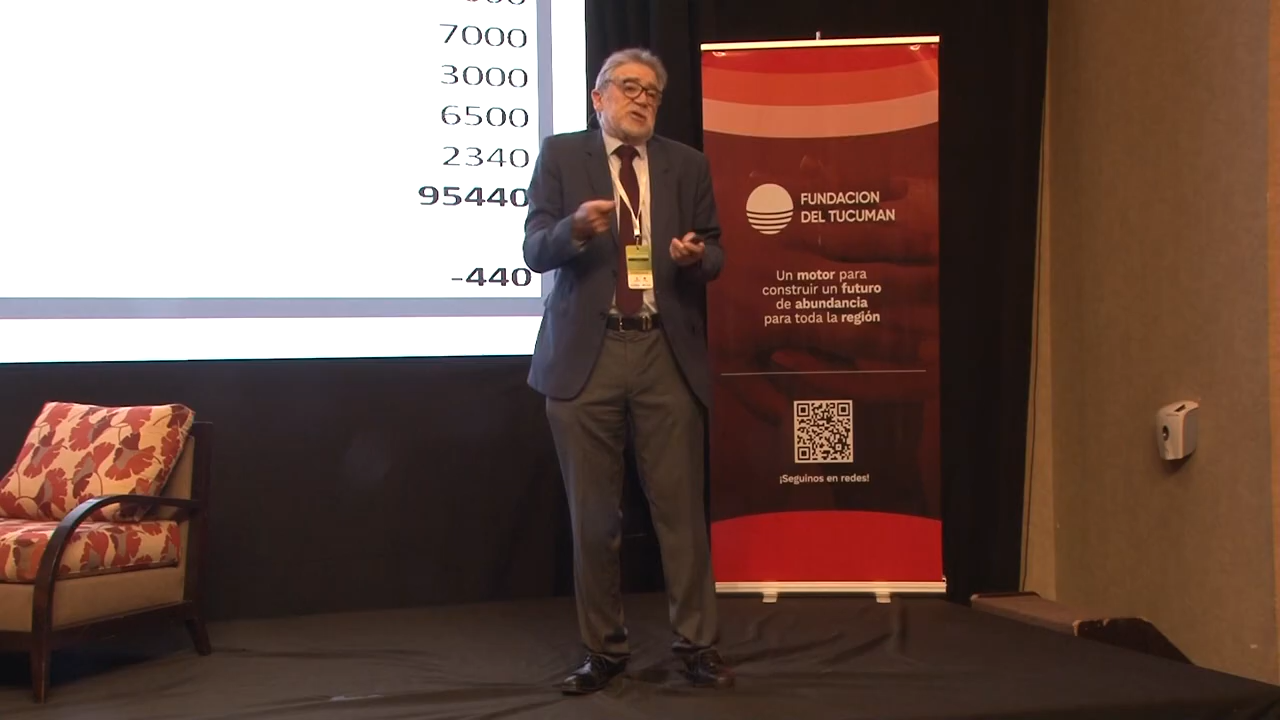 7000
3000
6500
2340
95440
-440
FUNDACION
DEL TUCUMAN
Un motor para
construir un futuro
de abundancia
para toda la región
¡Seguinos en redes!